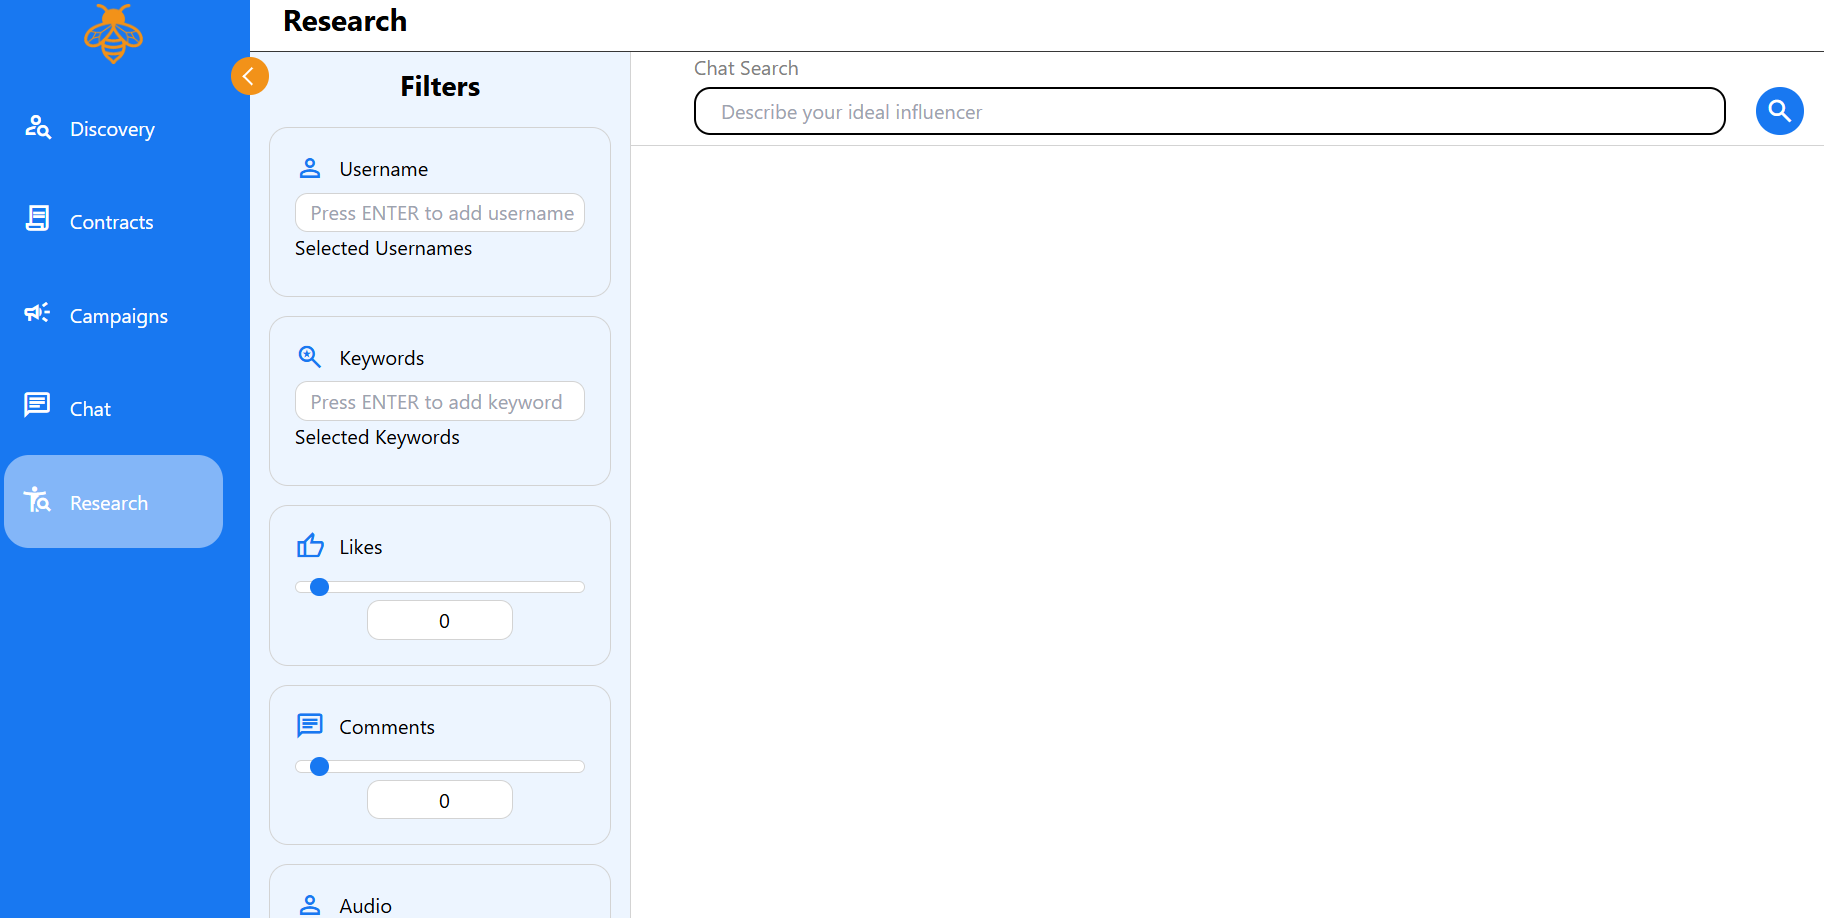 Research
Discovery
Contracts
Campaigns
Chat
Research
Filters
Username
Press ENTER to add username
Selected Usernames
Keywords
Press ENTER to add keyword
Selected Keywords
Likes
0
Comments
0
Audio
Chat Search
Describe your ideal influencer